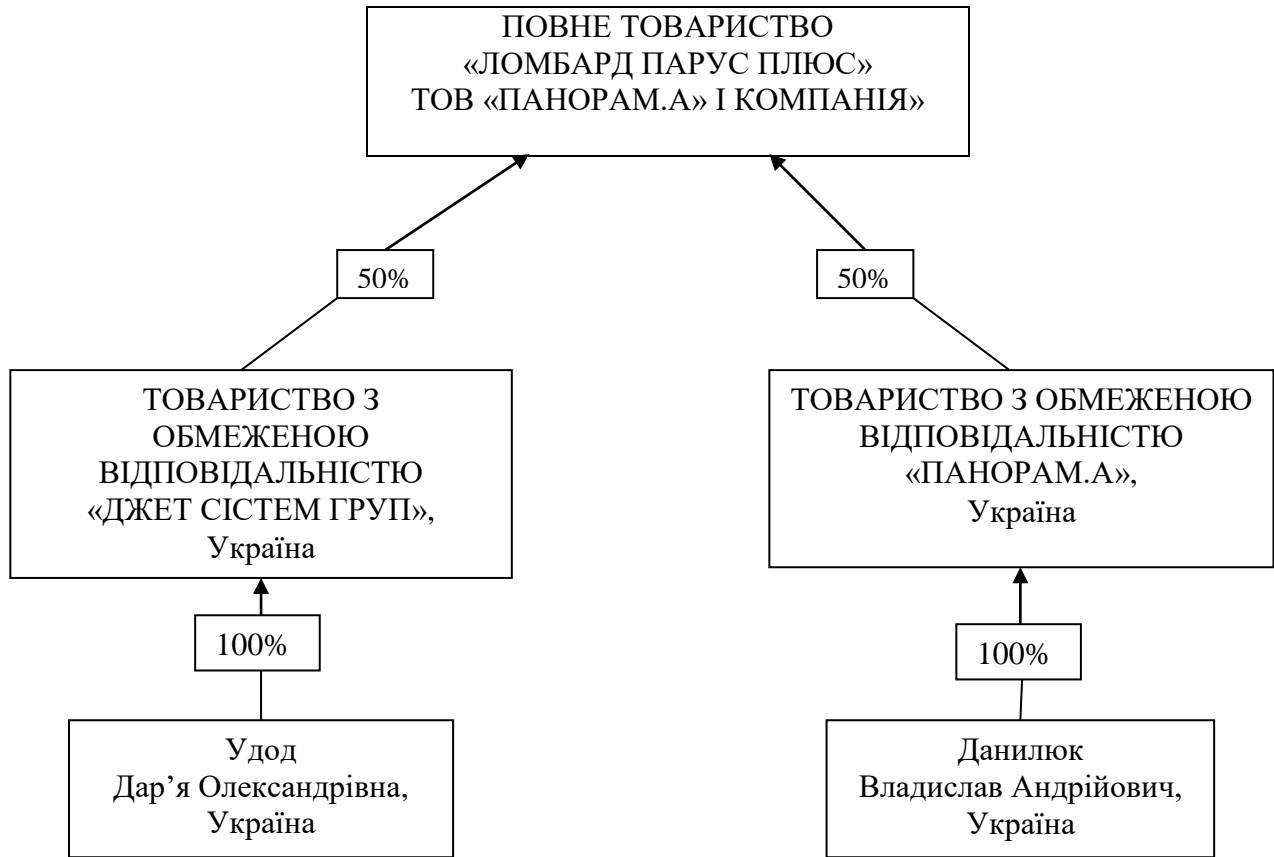 ПОВНЕ ТОВАРИСТВО
«ЛОМБАРД ПАРУС ПЛЮС»
ТОВ «ПАНОРАМ.А» І КОМПАНІЯ»
50%
50%
ТОВАРИСТВО З
ОБМЕЖЕНОЮ
ВІДПОВІДАЛЬНІСТЮ
«ДЖЕТ СІСТЕМ ГРУП»,
Україна
ТОВАРИСТВО З ОБМЕЖЕНОЮ
ВІДПОВІДАЛЬНІСТЮ
«ПАНОРАМ.А»,
Україна
100%
100%
Удод
Дар’я Олександрівна,
Україна
Данилюк
Владислав Андрійович,
Україна